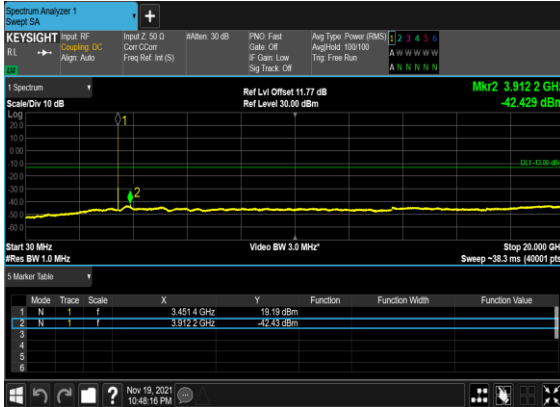 Spectrum Analyzer 1
Swept SA
+
KEYSIGHT
RL
Input: RF
Coupling: DC
Align: Auto
Input Z: 50 Ω
Corr CCorr
Freq Ref: Int (S)
#Atten: 30 dB
PNO: Fast
Gate: Off
IF Gain: Low
Sig Track: Off
Avg Type: Power (RMS)
Avg|Hold: 100/100
Trig: Free Run
1 2 3 4 5 6
A W W W W W
A N N N N N
1 Spectrum
Scale/Div 10 dB
Ref Lvl Offset 11.77 dB
Ref Level 30.00 dBm
Mkr2 3.912 2 GHz
-42.429 dBm
Log
20.0
10.0
0.00
-10.0
-20.0
-30.0
-40.0
-50.0
-60.0
1
2
DL1 -13.00 dBm
Start 30 MHz
#Res BW 1.0 MHz
Video BW 3.0 MHz*
Stop 20.000 GHz
Sweep ~38.3 ms (40001 pts)
5 Marker Table
Mode Trace Scale X Y Function Function Width Function Value
1 N 1 f 3.451 4 GHz 19.19 dBm
2 N 1 f 3.912 2 GHz -42.43 dBm
3
4
5
6
?
Nov 19, 2021
10:48:16 PM